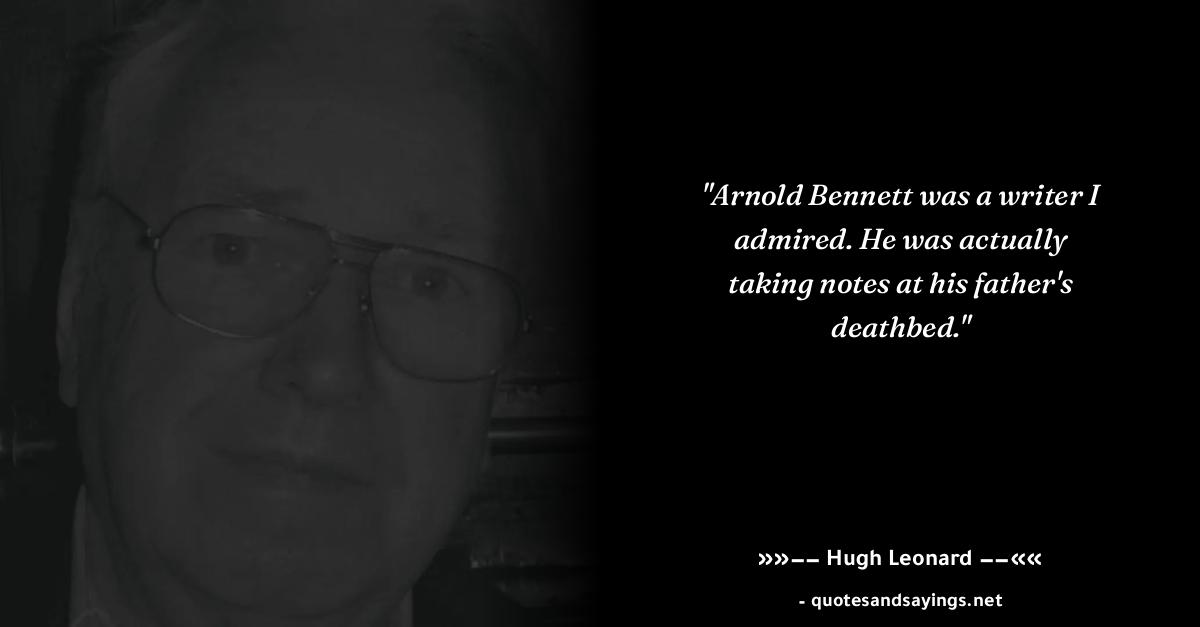 "Arnold Bennett was a writer I
admired. He was actually
taking notes at his father's
deathbed."
»»−− Hugh Leonard −−««
- quotesandsayings.net